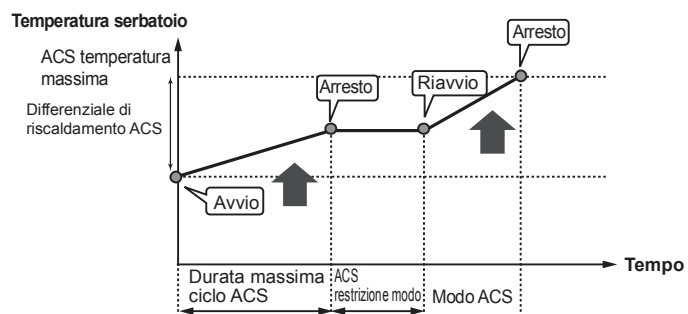 Temperatura serbatoio
ACS temperatura
massima
Arresto
Arresto
Riavvio
Differenziale di
riscaldamento ACS
Avvio
Tempo
Durata massima
ciclo ACS
ACS
restrizione modo
Modo ACS